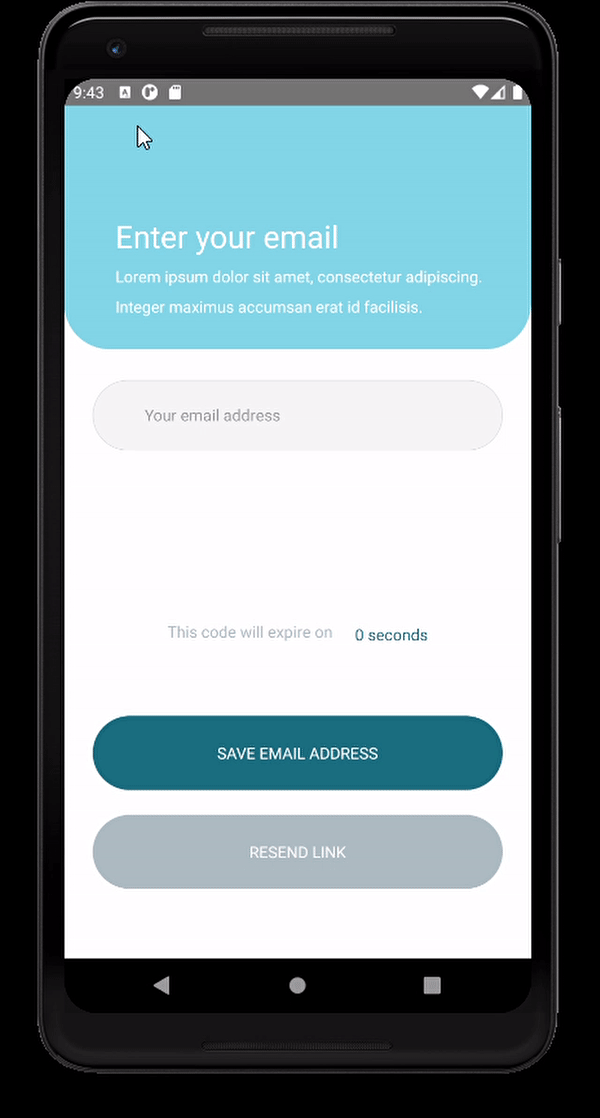 9:43
Enter your email
Lorem ipsum dolor sit amet, consectetur adipiscing.
Integer maximus accumsan erat id facilisis.
Your email address
This code will expire on 0 seconds
SAVE EMAIL ADDRESS
RESEND LINK